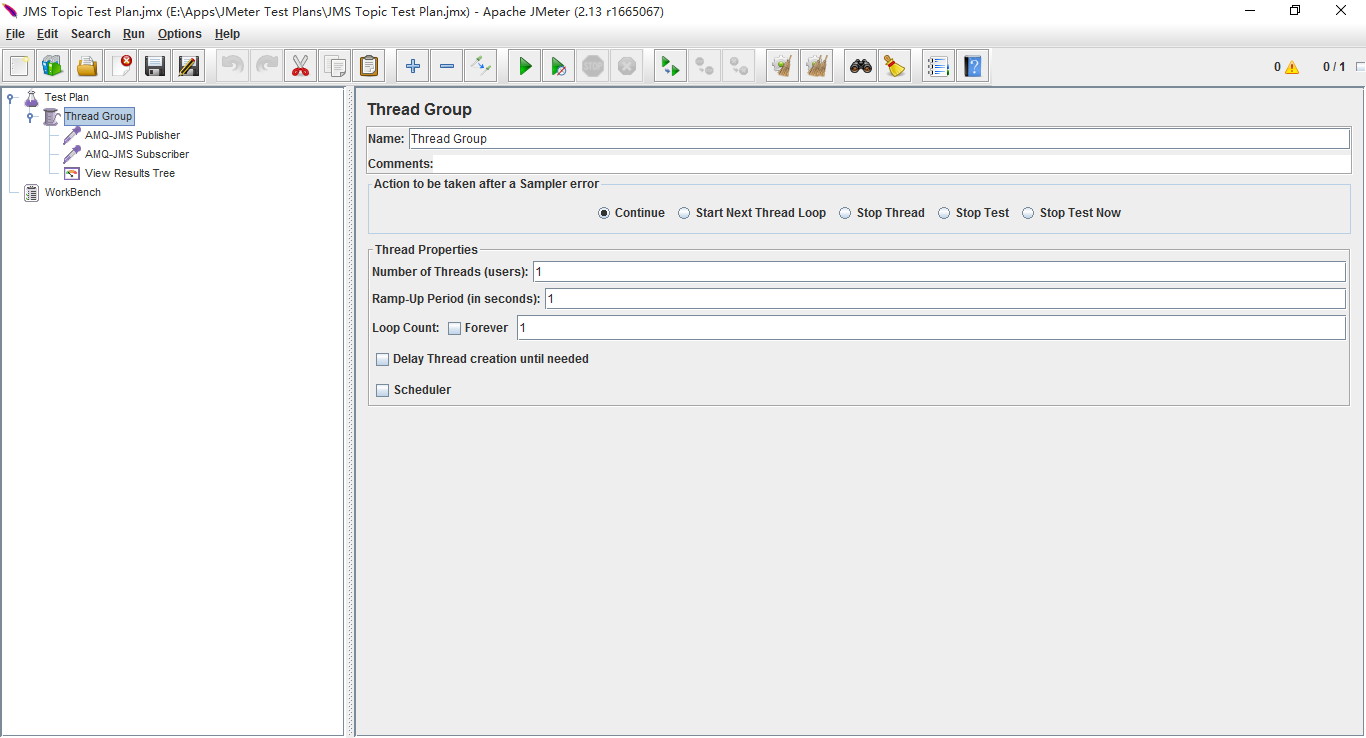 JMS Topic Test Plan.jmx (E:\Apps\JMeter Test Plans\JMS Topic Test Plan.jmx) - Apache JMeter (2.13 r1665067)
File Edit Search Run Options Help
STOP
0 0 / 1
Test Plan
Thread Group
AMQ-JMS Publisher
AMQ-JMS Subscriber
View Results Tree
WorkBench
Thread Group
Name: Thread Group
Comments:
Action to be taken after a Sampler error
Continue Start Next Thread Loop Stop Thread Stop Test Stop Test Now
Thread Properties
Number of Threads (users): 1
Ramp-Up Period (in seconds): 1
Loop Count: Forever 1
Delay Thread creation until needed
Scheduler